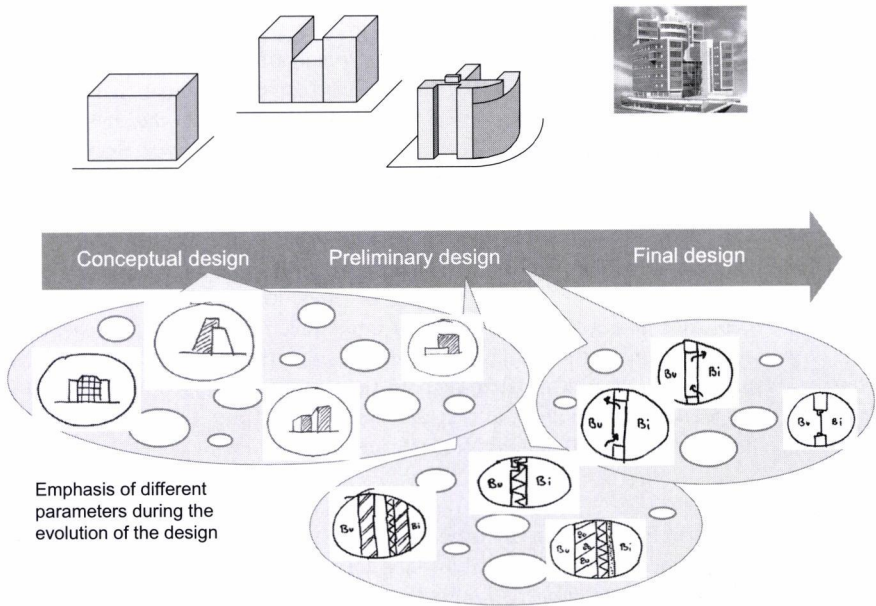 Conceptual design
Preliminary design
Final design
Bu Bi
Bu Bi
Bu Bi
Bu Bi
Bu Bi
Bu Bi
Emphasis of different
parameters during the
evolution of the design